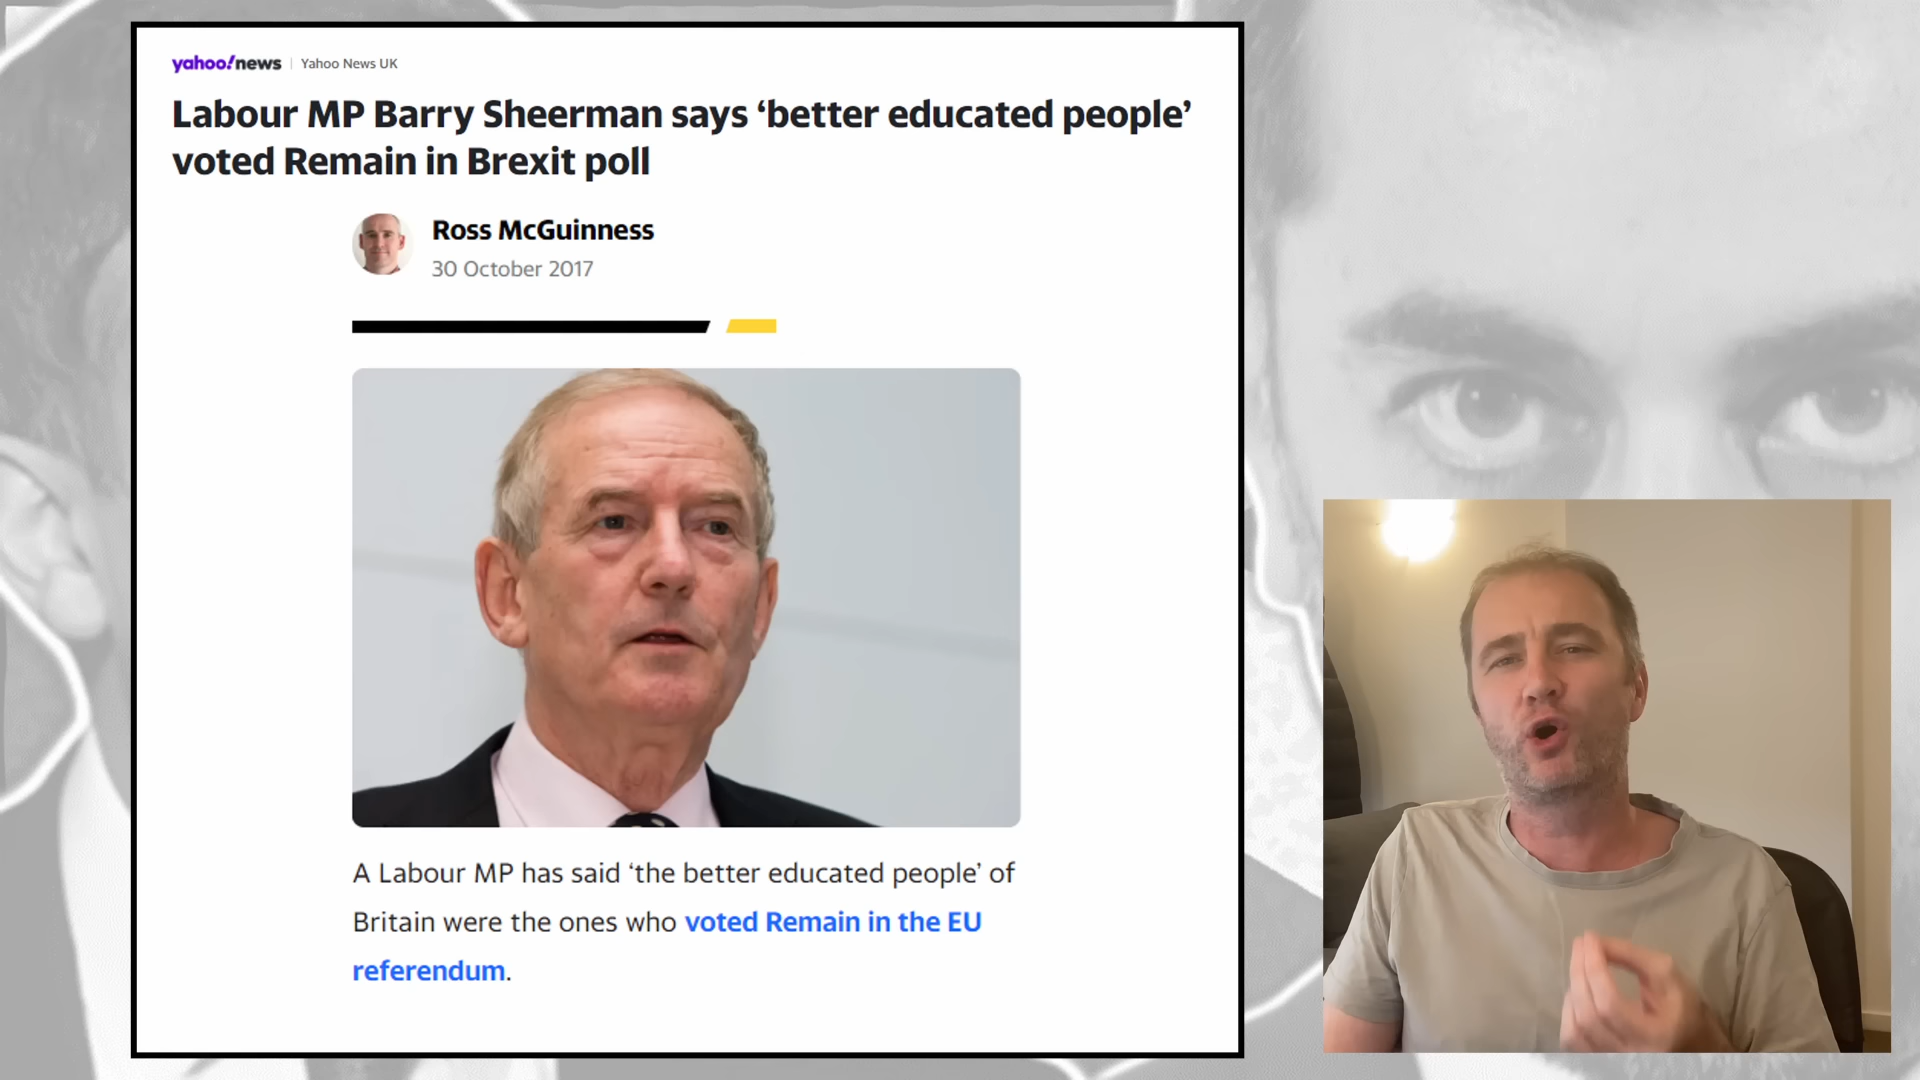 yahoo!news | Yahoo News UK
Labour MP Barry Sheerman says ‘better educated people’
voted Remain in Brexit poll
Ross McGuinness
30 October 2017
A Labour MP has said ‘the better educated people’ of
Britain were the ones who voted Remain in the EU
referendum.